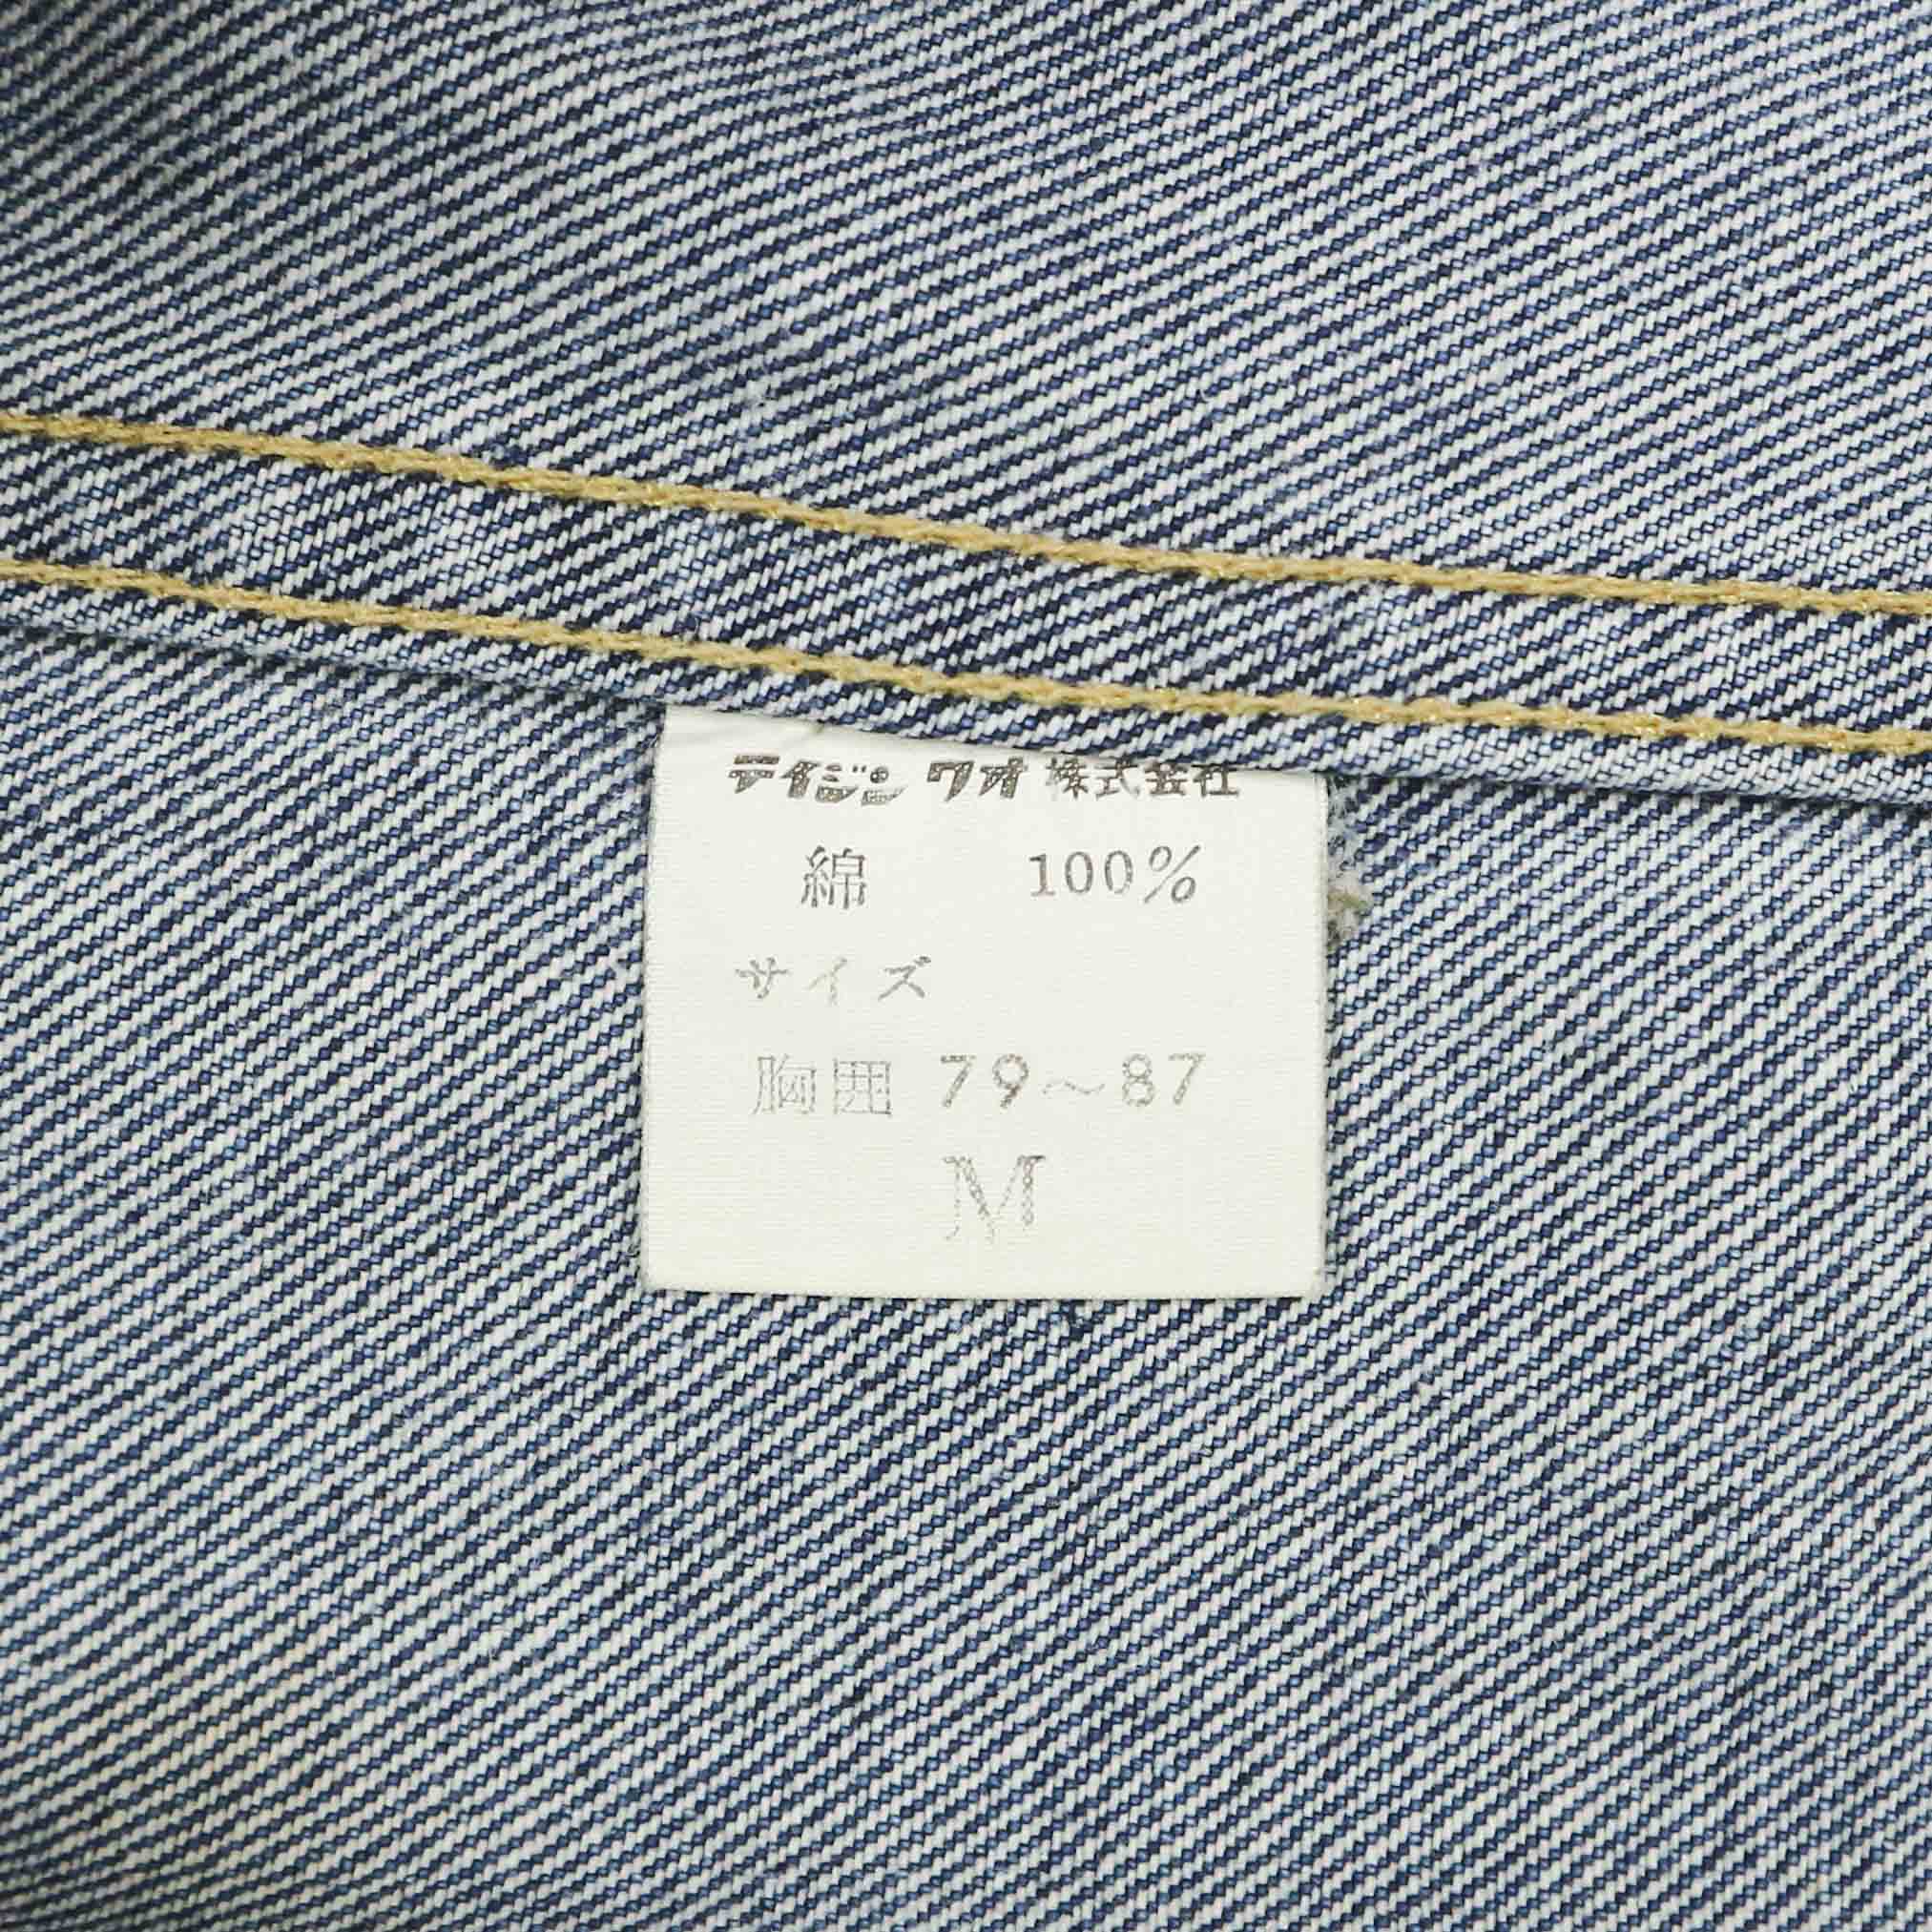 テイジンワオ株式会社
綿 100%
サイズ
胸囲 79〜87
M